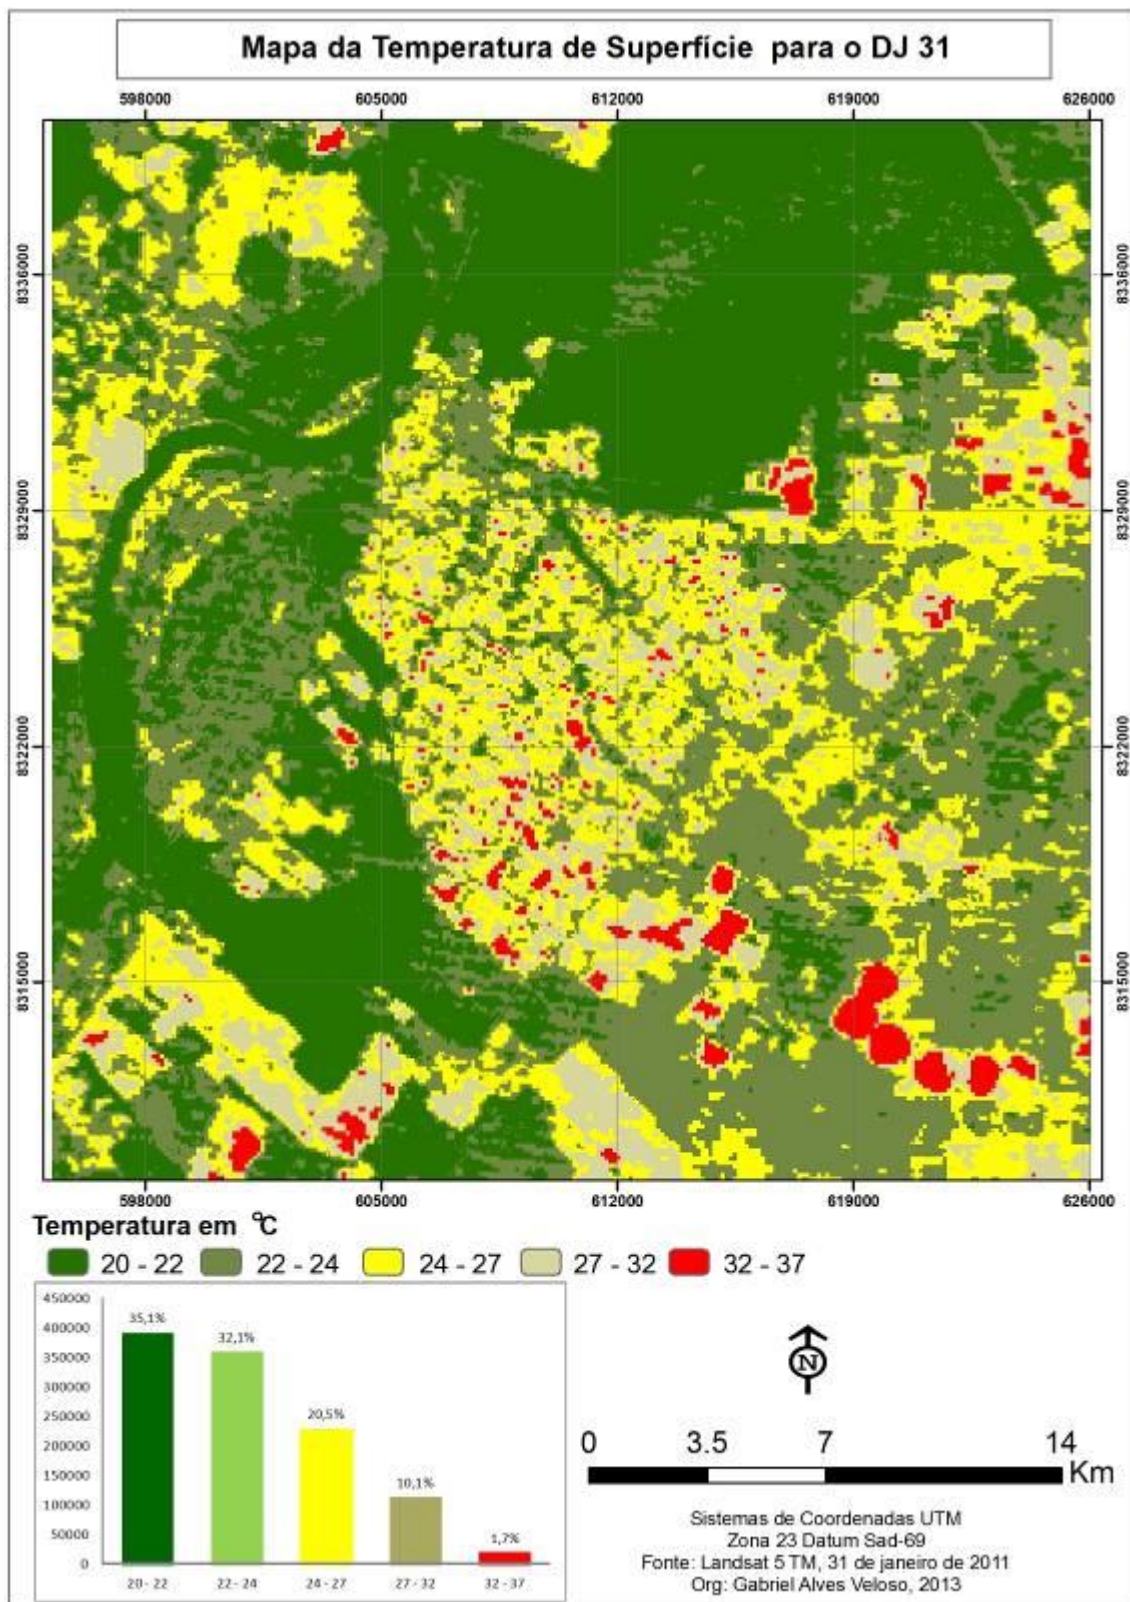 Mapa da Temperatura de Superfície para o DJ 31
598000 605000 612000 619000 626000
8336000 8336000
8329000 8329000
8322000 8322000
8315000 8315000
598000 605000 612000 619000 626000
Temperatura em °C
20 - 22 22 - 24 24 - 27 27 - 32 32 - 37
450000
400000
350000
300000
250000
200000
150000
100000
50000
0
35,1%
32,1%
20,5%
10,1%
1,7%
20 - 22 22 - 24 24 - 27 27 - 32 32 - 37
N
0 3.5 7 14
Km
Sistemas de Coordenadas UTM
Zona 23 Datum Sad-69
Fonte: Landsat 5 TM, 31 de janeiro de 2011
Org: Gabriel Alves Veloso, 2013